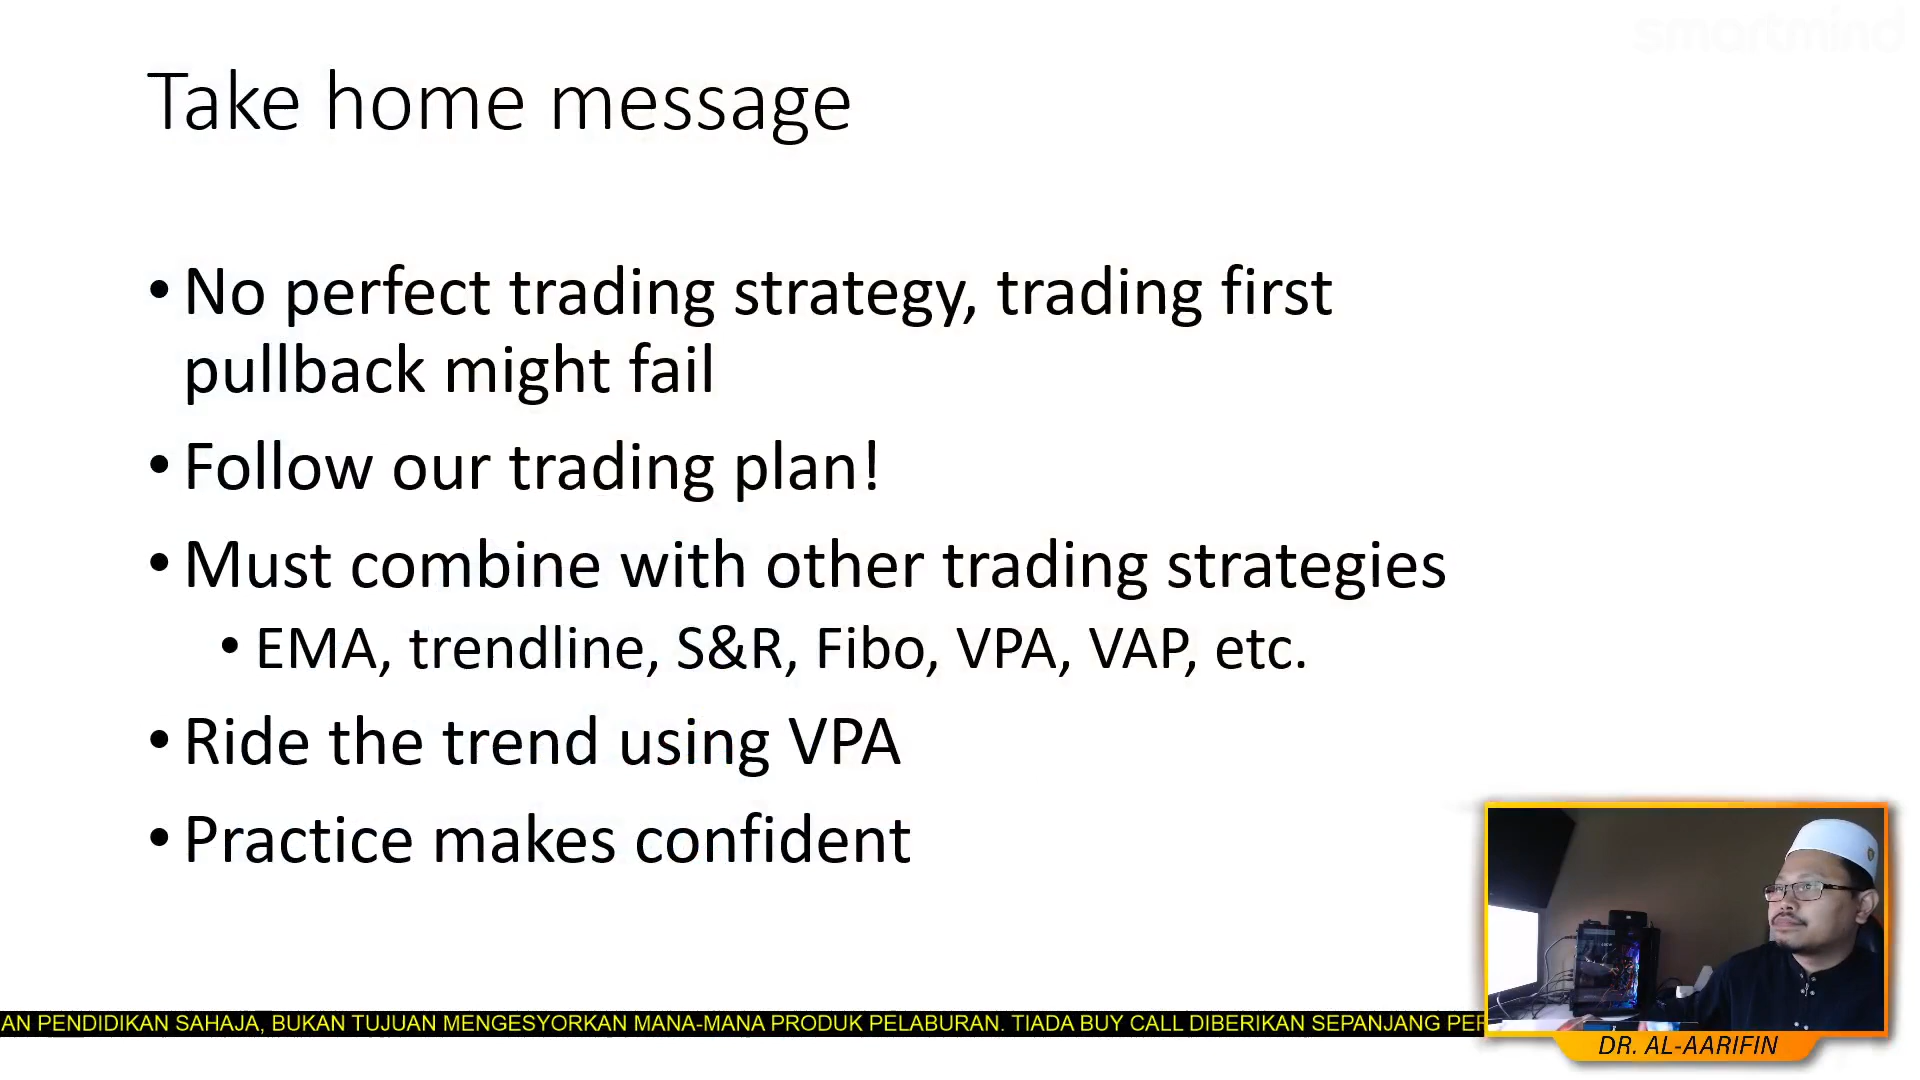 smartmind
Take home message
• No perfect trading strategy, trading first
pullback might fail
• Follow our trading plan!
• Must combine with other trading strategies
• EMA, trendline, S&R, Fibo, VPA, VAP, etc.
• Ride the trend using VPA
• Practice makes confident
AN PENDIDIKAN SAHAJA, BUKAN TUJUAN MENGESYORKAN MANA-MANA PRODUK PELABURAN. TIADA BUY CALL DIBERIKAN SEPANJANG PER
DR. AL-AARIFIN